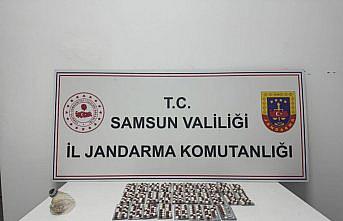 T.C.
SAMSUN VALİLİĞİ
İL JANDARMA KOMUTANLIĞI